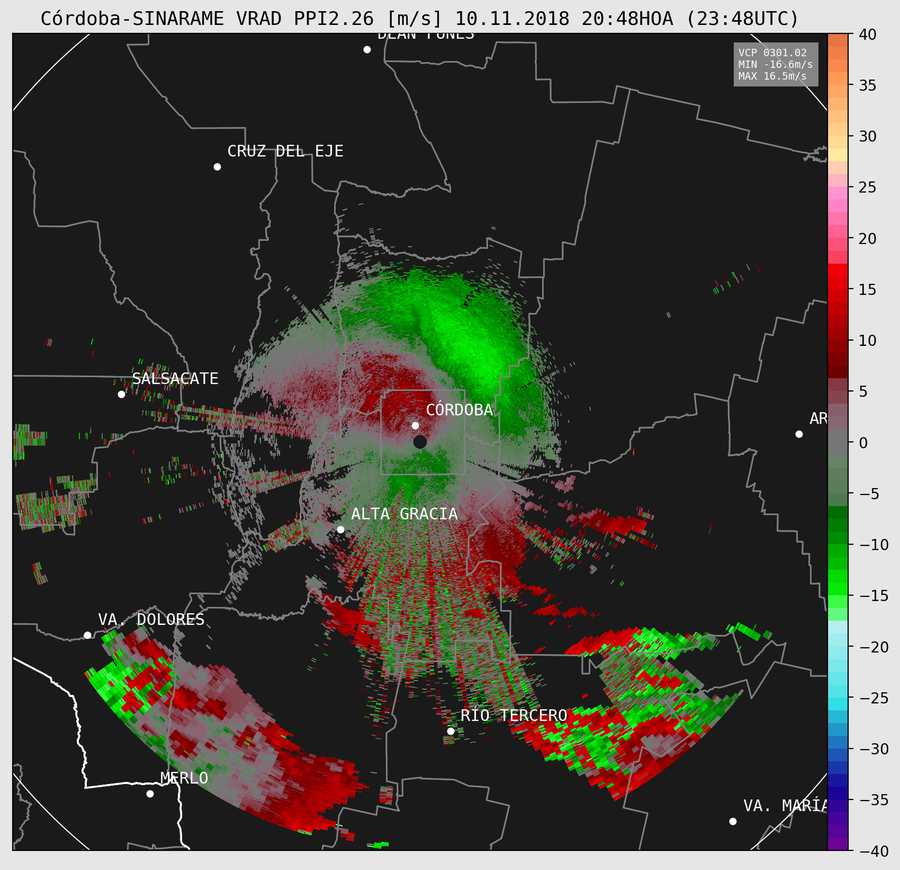 Córdoba-SINARAME VRAD PPI2.26 [m/s] 10.11.2018 20:48HOA (23:48UTC)
DEAN FUNES
VCP 0301.02
MIN -16.6m/s
MAX 16.5m/s
CRUZ DEL EJE
SALSACATE
CÓRDOBA
AR
ALTA GRACIA
VA. DOLORES
RÍO TERCERO
MERLO
VA. MARÍA
40
35
30
25
20
15
10
5
0
−5
−10
−15
−20
−25
−30
−35
−40